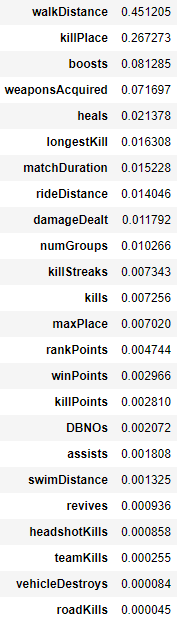 walkDistance 0.451205
killPlace 0.267273
boosts 0.081285
weaponsAcquired 0.071697
heals 0.021378
longestKill 0.016308
matchDuration 0.015228
rideDistance 0.014046
damageDealt 0.011792
numGroups 0.010266
killStreaks 0.007343
kills 0.007256
maxPlace 0.007020
rankPoints 0.004744
winPoints 0.002966
killPoints 0.002810
DBNOs 0.002072
assists 0.001808
swimDistance 0.001325
revives 0.000936
headshotKills 0.000858
teamKills 0.000255
vehicleDestroys 0.000084
roadKills 0.000045